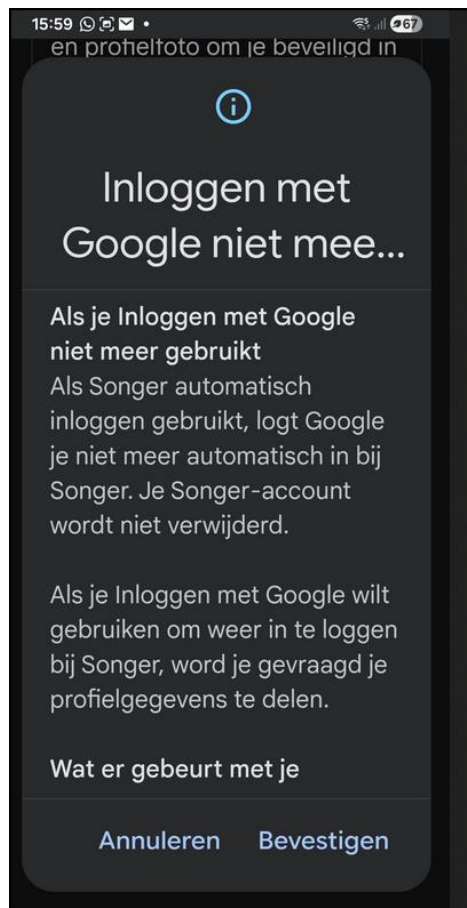 15:59
67
en profielfoto om je beveiligd in
Inloggen met
Google niet mee...
Als je Inloggen met Google
niet meer gebruikt
Als Songer automatisch
inloggen gebruikt, logt Google
je niet meer automatisch in bij
Songer. Je Songer-account
wordt niet verwijderd.
Als je Inloggen met Google wilt
gebruiken om weer in te loggen
bij Songer, word je gevraagd je
profielgegevens te delen.
Wat er gebeurt met je
Annuleren Bevestigen